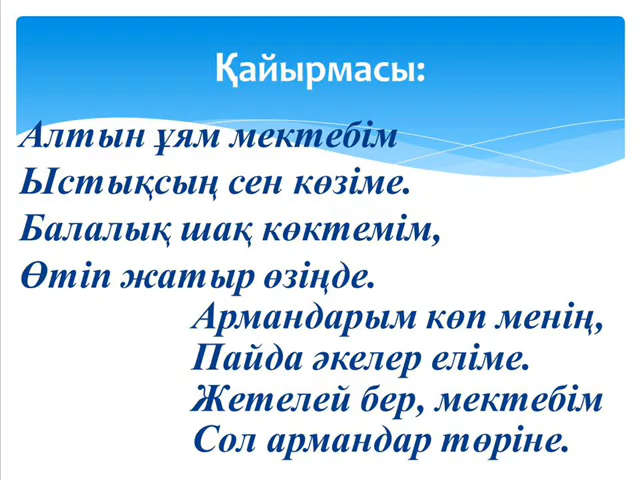 Қайырмасы:
Алтын ұям мектебім
Ыстықсың сен көзіме.
Балалық шақ көктемім,
Өтіп жатыр өзіңде.
Армандарым көп менің,
Пайда әкелер еліме.
Жетелей бер, мектебім
Сол армандар төріне.